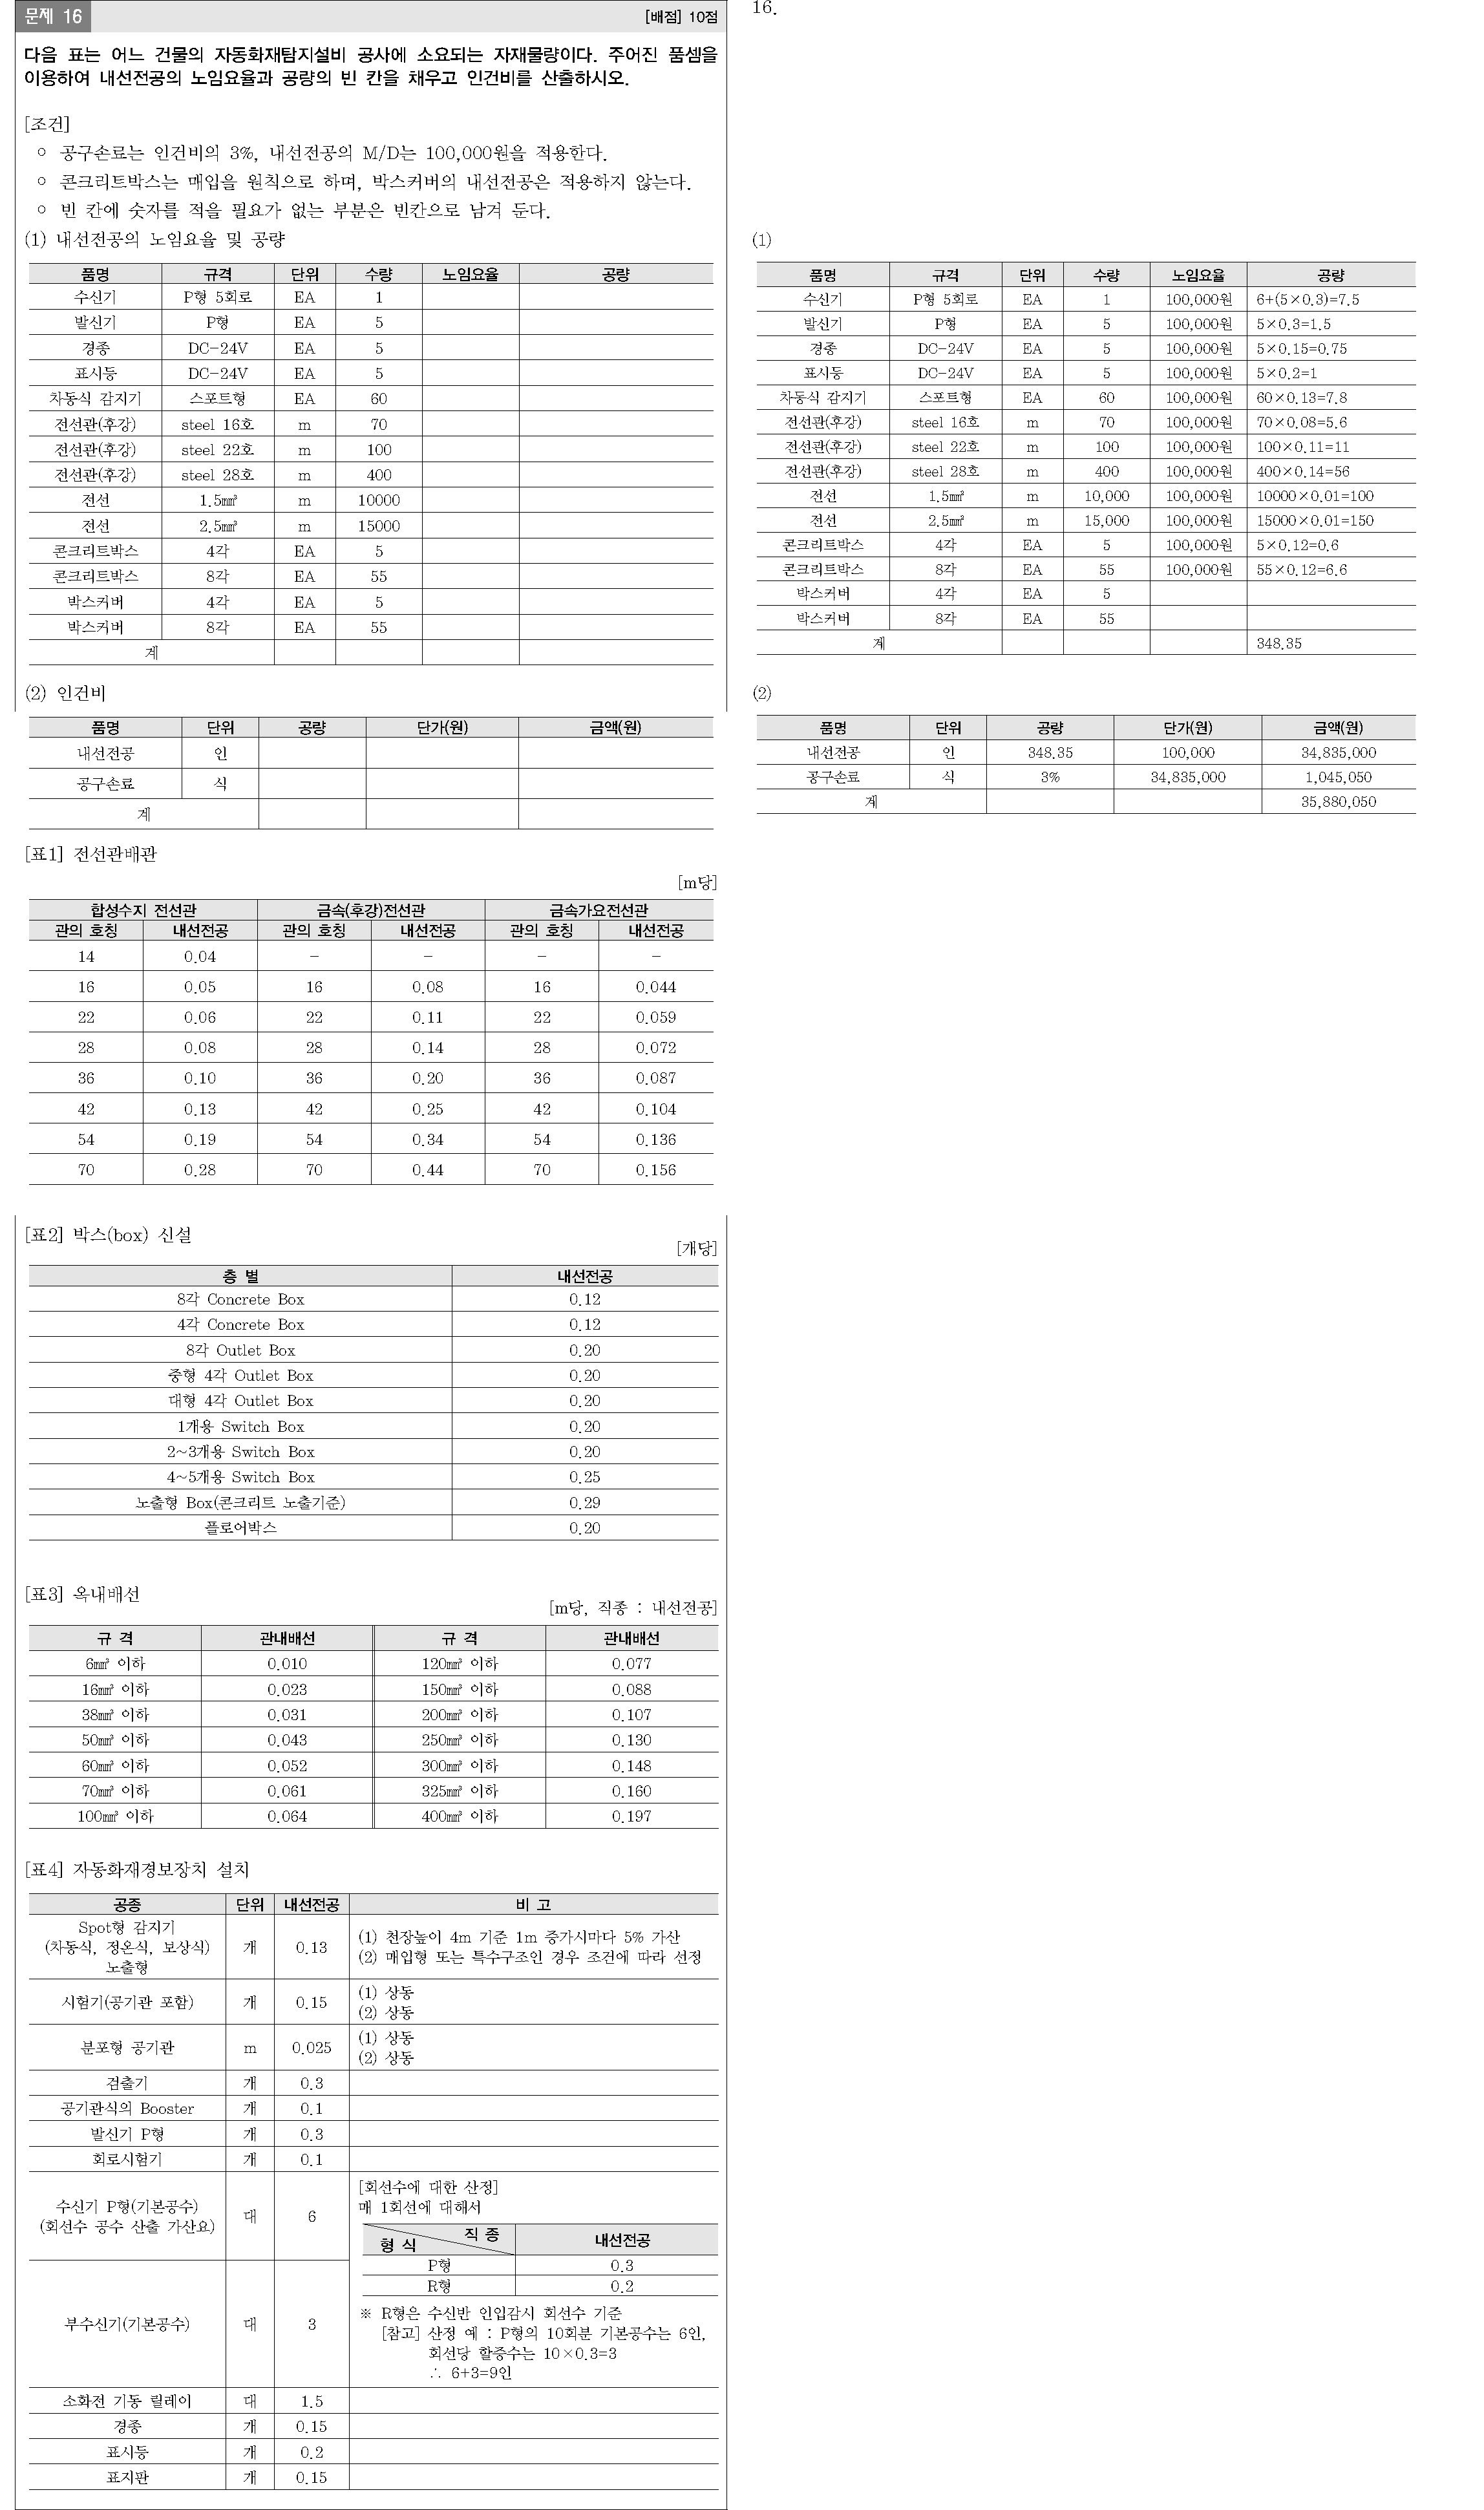 문제 16
[배점] 10점
다음 표는 어느 건물의 자동화재탐지설비 공사에 소요되는 자재물량이다. 주어진 품셈을
이용하여 내선전공의 노임요율과 공량의 빈 칸을 채우고 인건비를 산출하시오.
[조건]
○ 공구손료는 인건비의 3%, 내선전공의 M/D는 100,000원을 적용한다.
○ 콘크리트박스는 매입을 원칙으로 하며, 박스커버의 내선전공은 적용하지 않는다.
○ 빈 칸에 숫자를 적을 필요가 없는 부분은 빈칸으로 남겨 둔다.
(1) 내선전공의 노임요율 및 공량
품명 규격 단위 수량 노임요율 공량
수신기 P형 5회로 EA 1
발신기 P형 EA 5
경종 DC-24V EA 5
표시등 DC-24V EA 5
차동식 감지기 스포트형 EA 60
전선관(후강) steel 16호 m 70
전선관(후강) steel 22호 m 100
전선관(후강) steel 28호 m 400
전선 1.5㎟ m 10000
전선 2.5㎟ m 15000
콘크리트박스 4각 EA 5
콘크리트박스 8각 EA 55
박스커버 4각 EA 5
박스커버 8각 EA 55
계
(2) 인건비
품명 단위 공량 단가(원) 금액(원)
내선전공 인
공구손료 식
계
[표1] 전선관배관
[m당]
합성수지 전선관 금속(후강)전선관 금속가요전선관
관의 호칭 내선전공 관의 호칭 내선전공 관의 호칭 내선전공
14 0.04 - - - -
16 0.05 16 0.08 16 0.044
22 0.06 22 0.11 22 0.059
28 0.08 28 0.14 28 0.072
36 0.10 36 0.20 36 0.087
42 0.13 42 0.25 42 0.104
54 0.19 54 0.34 54 0.136
70 0.28 70 0.44 70 0.156
[표2] 박스(box) 신설
[개당]
층 별 내선전공
8각 Concrete Box 0.12
4각 Concrete Box 0.12
8각 Outlet Box 0.20
중형 4각 Outlet Box 0.20
대형 4각 Outlet Box 0.20
1개용 Switch Box 0.20
2~3개용 Switch Box 0.20
4~5개용 Switch Box 0.25
노출형 Box(콘크리트 노출기준) 0.29
플로어박스 0.20
[표3] 옥내배선
[m당, 직종 : 내선전공]
규 격 관내배선 규 격 관내배선
6㎟ 이하 0.010 120㎟ 이하 0.077
16㎟ 이하 0.023 150㎟ 이하 0.088
38㎟ 이하 0.031 200㎟ 이하 0.107
50㎟ 이하 0.043 250㎟ 이하 0.130
60㎟ 이하 0.052 300㎟ 이하 0.148
70㎟ 이하 0.061 325㎟ 이하 0.160
100㎟ 이하 0.064 400㎟ 이하 0.197
[표4] 자동화재경보장치 설치
공종 단위 내선전공 비 고
Spot형 감지기
(차동식, 정온식, 보상식)
노출형
개 0.13
(1) 천장높이 4m 기준 1m 증가시마다 5% 가산
(2) 매입형 또는 특수구조인 경우 조건에 따라 선정
시험기(공기관 포함) 개 0.15
(1) 상동
(2) 상동
분포형 공기관 m 0.025
(1) 상동
(2) 상동
검출기 개 0.3
공기관식의 Booster 개 0.1
발신기 P형 개 0.3
회로시험기 개 0.1
수신기 P형(기본공수)
(회선수 공수 산출 가산요)
대 6
[회선수에 대한 산정]
매 1회선에 대해서
직 종
형 식
내선전공
P형 0.3
R형 0.2
부수신기(기본공수) 대 3
※ R형은 수신반 인입감시 회선수 기준
[참고] 산정 예 : P형의 10회분 기본공수는 6인,
회선당 할증수는 10×0.3=3
∴ 6+3=9인
소화전 기동 릴레이 대 1.5
경종 개 0.15
표시등 개 0.2
표지판 개 0.15
16.
(1)
품명 규격 단위 수량 노임요율 공량
수신기 P형 5회로 EA 1 100,000원 6+(5×0.3)=7.5
발신기 P형 EA 5 100,000원 5×0.3=1.5
경종 DC-24V EA 5 100,000원 5×0.15=0.75
표시등 DC-24V EA 5 100,000원 5×0.2=1
차동식 감지기 스포트형 EA 60 100,000원 60×0.13=7.8
전선관(후강) steel 16호 m 70 100,000원 70×0.08=5.6
전선관(후강) steel 22호 m 100 100,000원 100×0.11=11
전선관(후강) steel 28호 m 400 100,000원 400×0.14=56
전선 1.5㎟ m 10,000 100,000원 10000×0.01=100
전선 2.5㎟ m 15,000 100,000원 15000×0.01=150
콘크리트박스 4각 EA 5 100,000원 5×0.12=0.6
콘크리트박스 8각 EA 55 100,000원 55×0.12=6.6
박스커버 4각 EA 5
박스커버 8각 EA 55
계 348.35
(2)
품명 단위 공량 단가(원) 금액(원)
내선전공 인 348.35 100,000 34,835,000
공구손료 식 3% 34,835,000 1,045,050
계 35,880,050